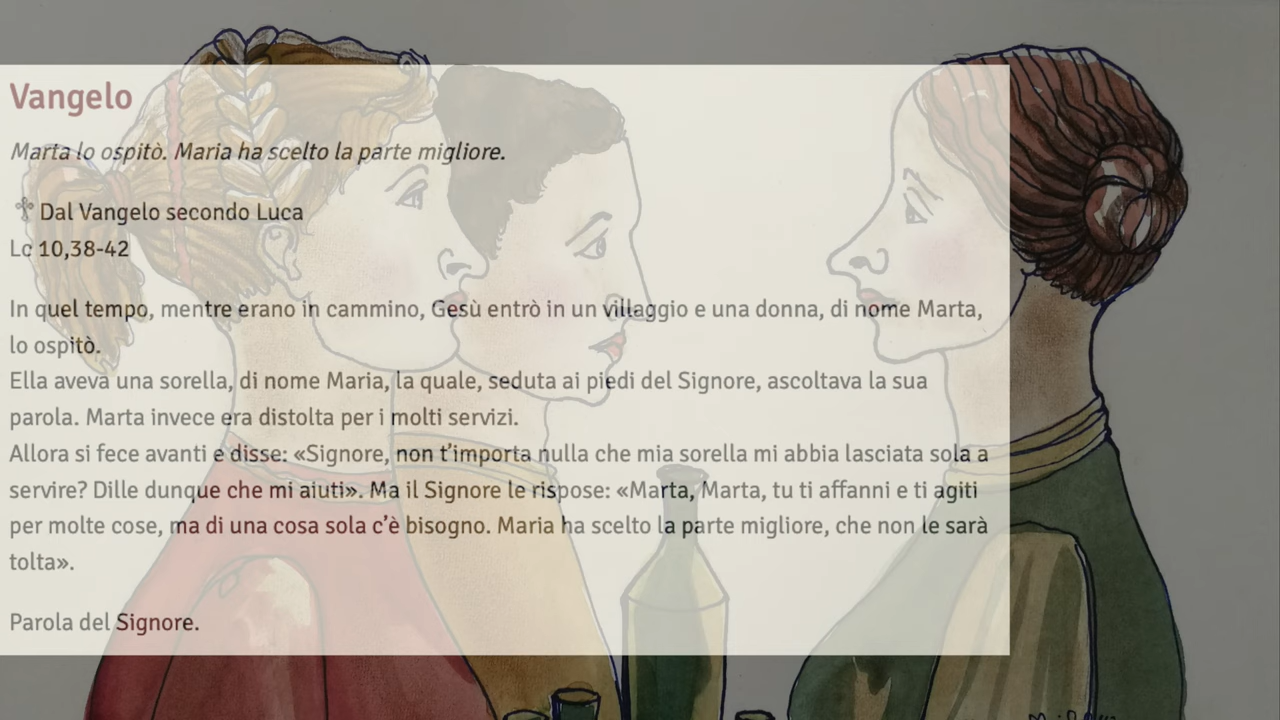 Vangelo
Marta lo ospitò. Maria ha scelto la parte migliore.
✝ Dal Vangelo secondo Luca
Lc 10,38-42
In quel tempo, mentre erano in cammino, Gesù entrò in un villaggio e una donna, di nome Marta,
lo ospitò.
Ella aveva una sorella, di nome Maria, la quale, seduta ai piedi del Signore, ascoltava la sua
parola. Marta invece era distolta per i molti servizi.
Allora si fece avanti e disse: «Signore, non t’importa nulla che mia sorella mi abbia lasciata sola a
servire? Dille dunque che mi aiuti». Ma il Signore le rispose: «Marta, Marta, tu ti affanni e ti agiti
per molte cose, ma di una cosa sola c’è bisogno. Maria ha scelto la parte migliore, che non le sarà
tolta».
Parola del Signore.